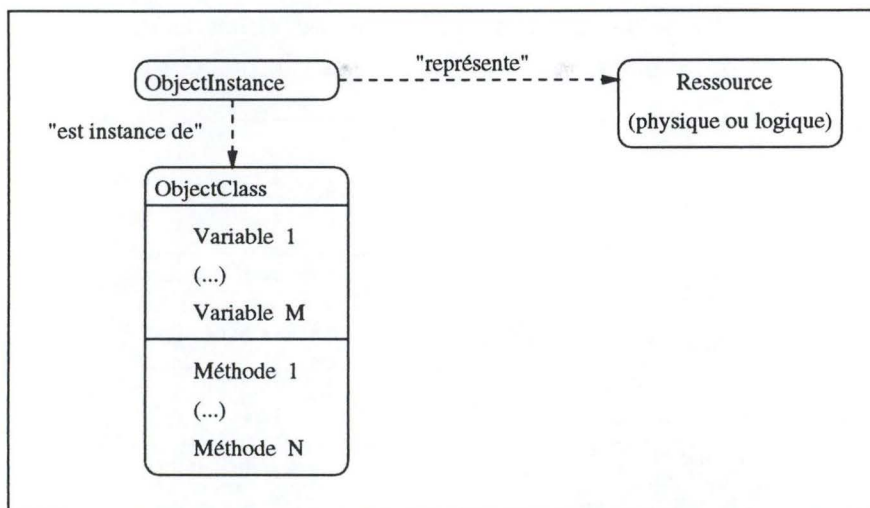 "représente"
ObjectInstance
Ressource
(physique ou logique)
"est instance de"
ObjectClass
Variable 1
(...)
Variable M
Méthode 1
(...)
Méthode N